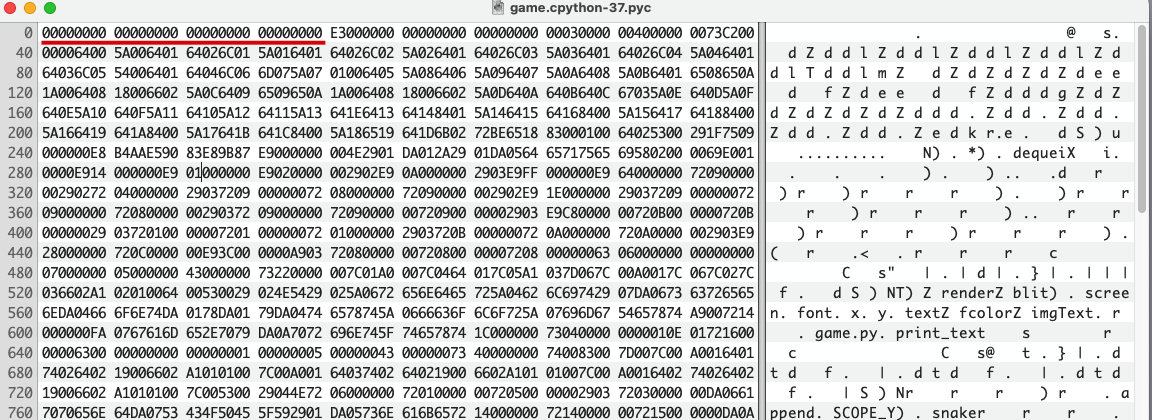 game.cpython-37.pyc
0 00000000 00000000 00000000 00000000 E3000000 00000000 00000000 00030000 00400000 0073C200 . @ s.
40 00006400 5A006401 64026C01 5A016401 64026C02 5A026401 64026C03 5A036401 64026C04 5A046401 d Z d d l Z d d l Z d d l Z d d l Z d
80 64036C05 54006401 64046C06 6D075A07 01006405 5A086406 5A096407 5A0A6408 5A0B6401 6508650A d l T d d l m Z d Z d Z d Z d Z d e e
120 1A006408 18006602 5A0C6409 6509650A 1A006408 18006602 5A0D640A 640B640C 67035A0E 640D5A0F d f Z d e e d f Z d d d g Z d Z
160 640E5A10 640F5A11 64105A12 64115A13 641E6413 64148401 5A146415 64168400 5A156417 64188400 d Z d Z d Z d Z d . d . Z d d . Z d d .
200 5A166419 641A8400 5A17641B 641C8400 5A186519 641D6B02 72BE6518 83000100 64025300 291F7509 Z d d . Z d d . Z e d k r . e . d S ) u
240 000000E8 B4AAE590 83E89B87 E9000000 004E2901 DA012A29 01DA0564 65717565 69580200 0069E001 .......... N) . *) . dequeiX i.
280 0000E914 000000E9 01000000 E9020000 002902E9 0A000000 2903E9FF 000000E9 64000000 72090000 . . . . ) . ) . . . d r
320 00290272 04000000 29037209 00000072 08000000 72090000 002902E9 1E000000 29037209 00000072 ) r ) r r r ) . ) r r
360 09000000 72080000 00290372 09000000 72090000 00720900 00002903 E9C80000 00720B00 0000720B r ) r r r ) . . r r
400 00000029 03720100 00007201 00000072 01000000 2903720B 00000072 0A000000 720A0000 002903E9 ) r r r ) r r r ) .
440 28000000 720C0000 00E93C00 0000A903 72080000 00720800 00007208 00000063 06000000 00000000 ( r . < . r r r c
480 07000000 05000000 43000000 73220000 007C01A0 007C0464 017C05A1 037D067C 00A0017C 067C027C C s" | . | d | . } | . | | |
520 036602A1 02010064 00530029 024E5429 025A0672 656E6465 725A0462 6C697429 07DA0673 63726565 f . d S ) NT) Z renderZ blit) . scree
560 6EDA0466 6F6E74DA 0178DA01 79DA0474 6578745A 0666636F 6C6F725A 07696D67 54657874 A9007214 n. font. x. y. textZ fcolorZ imgText. r
600 000000FA 0767616D 652E7079 DA0A7072 696E745F 74657874 1C000000 73040000 0000010E 01721600 . game.py. print_text s r
640 00006300 00000000 00000001 00000005 00000043 00000073 40000000 74008307 7D007C00 A0016401 c C s@ t . } | . d
680 74026402 19006602 A1010100 7C00A001 64037402 64021900 6602A101 01007C00 A0016402 74026402 t d f . | . d t d f . | . d t d
720 19006602 A1010100 7C005300 29044E72 06000000 72010000 00720500 00002903 72030000 00DA0661 f . | S ) Nr r r ) r . a
760 7070656E 64DA0753 434F5045 5F592901 DA05736E 616B6572 14000000 72140000 00721500 0000DA0A ppend. SCOPE_Y) . snaker r r .